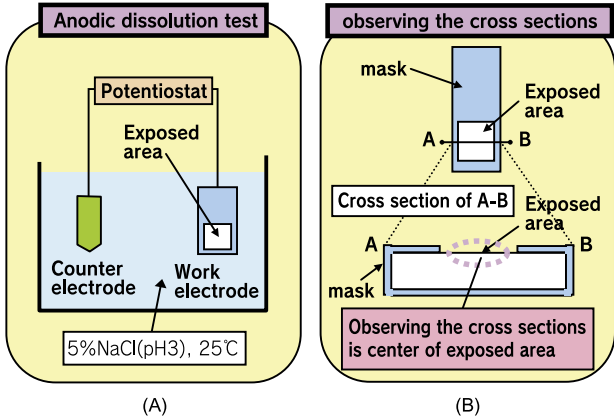 Anodic dissolution test
Potentiostat
Exposed
area
Counter
electrode
Work
electrode
5%NaCl(pH3), 25℃
(A)
observing the cross sections
mask
Exposed
area
A
B
Cross section of A-B
Exposed
area
A
B
mask
Observing the cross sections
is center of exposed area
(B)